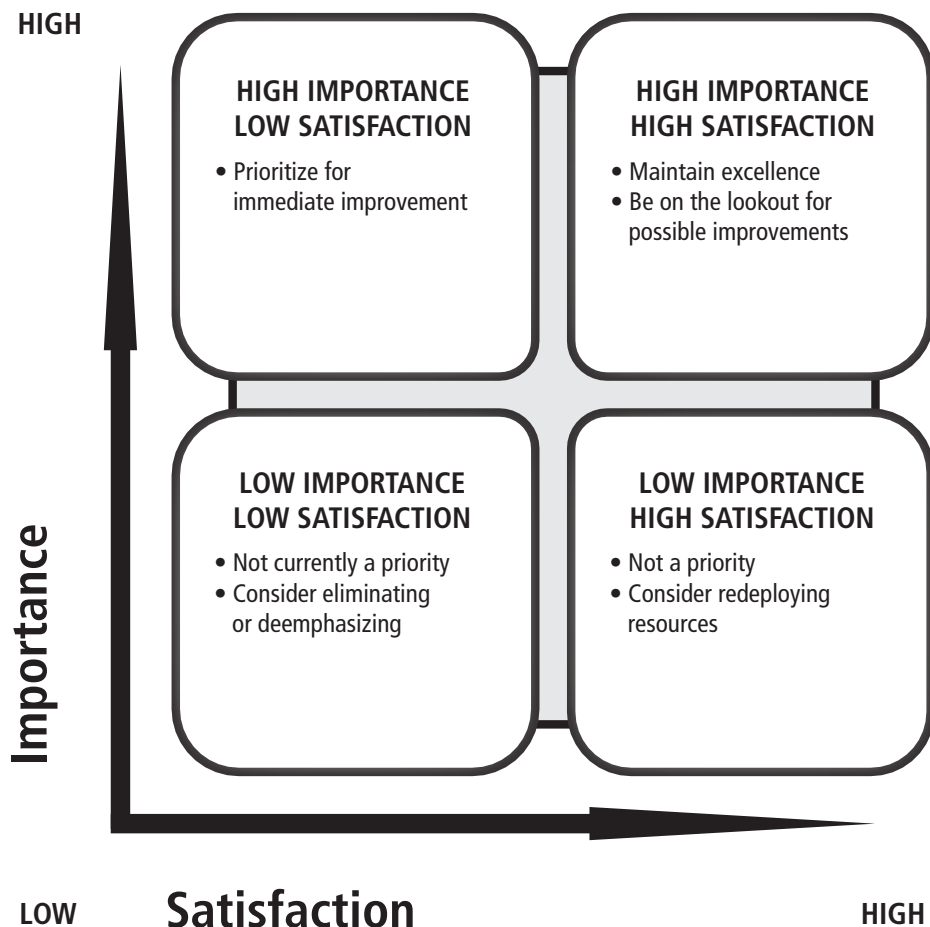 HIGH
HIGH IMPORTANCE
LOW SATISFACTION
• Prioritize for
immediate improvement
HIGH IMPORTANCE
HIGH SATISFACTION
• Maintain excellence
• Be on the lookout for
possible improvements
LOW IMPORTANCE
LOW SATISFACTION
• Not currently a priority
• Consider eliminating
or deemphasizing
LOW IMPORTANCE
HIGH SATISFACTION
• Not a priority
• Consider redeploying
resources
Importance
LOW
Satisfaction
HIGH